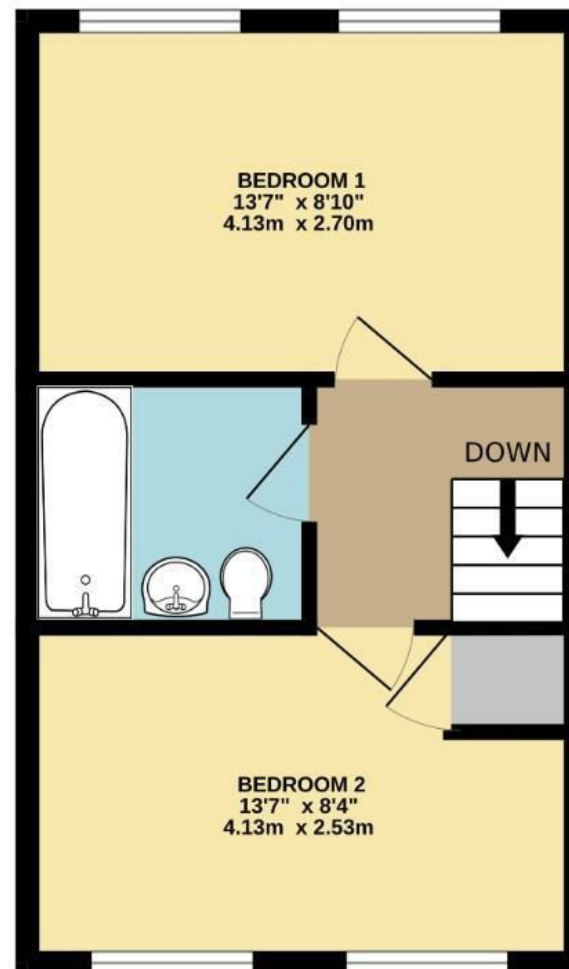 BEDROOM 1
13'7" x 8'10"
4.13m x 2.70m
DOWN
BEDROOM 2
13'7" x 8'4"
4.13m x 2.53m